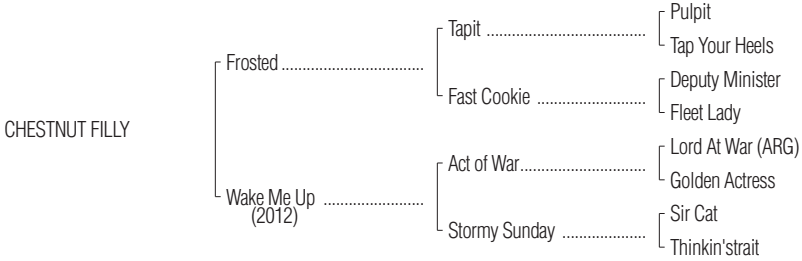 Pulpit
Tapit ....................................
Tap Your Heels
Frosted ................................
Deputy Minister
Fast Cookie ........................
Fleet Lady
CHESTNUT FILLY
Lord At War (ARG)
Act of War............................
Golden Actress
Wake Me Up .......................
(2012)
Sir Cat
Stormy Sunday ...................
Thinkin'strait